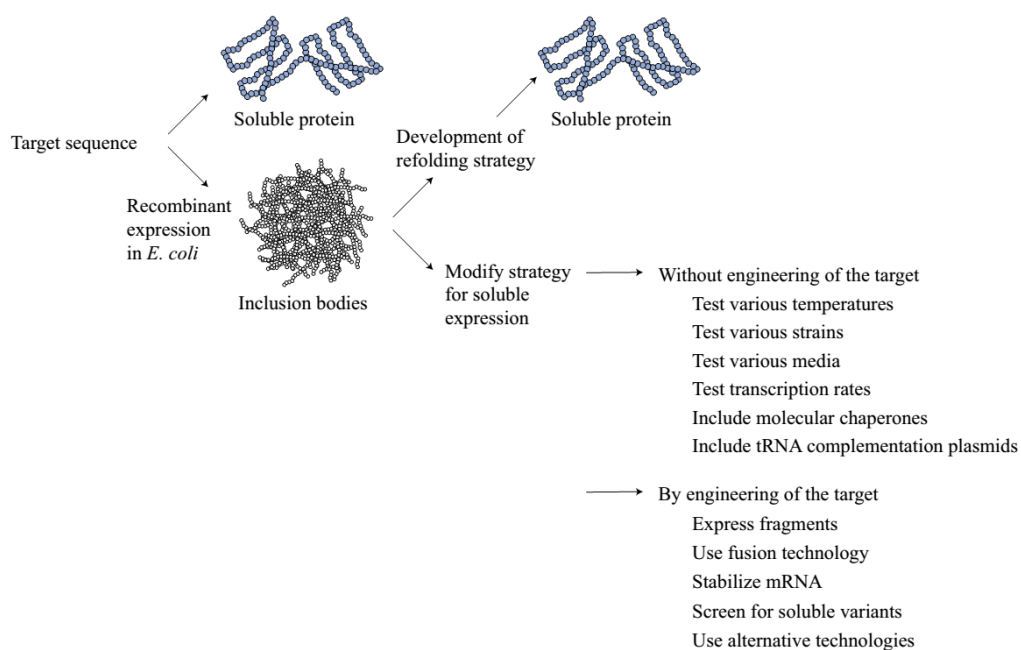 Soluble protein
Soluble protein
Target sequence
Development of
refolding strategy
Recombinant
expression
in E. coli
Inclusion bodies
Modify strategy
for soluble
expression
Without engineering of the target
Test various temperatures
Test various strains
Test various media
Test transcription rates
Include molecular chaperones
Include tRNA complementation plasmids
By engineering of the target
Express fragments
Use fusion technology
Stabilize mRNA
Screen for soluble variants
Use alternative technologies